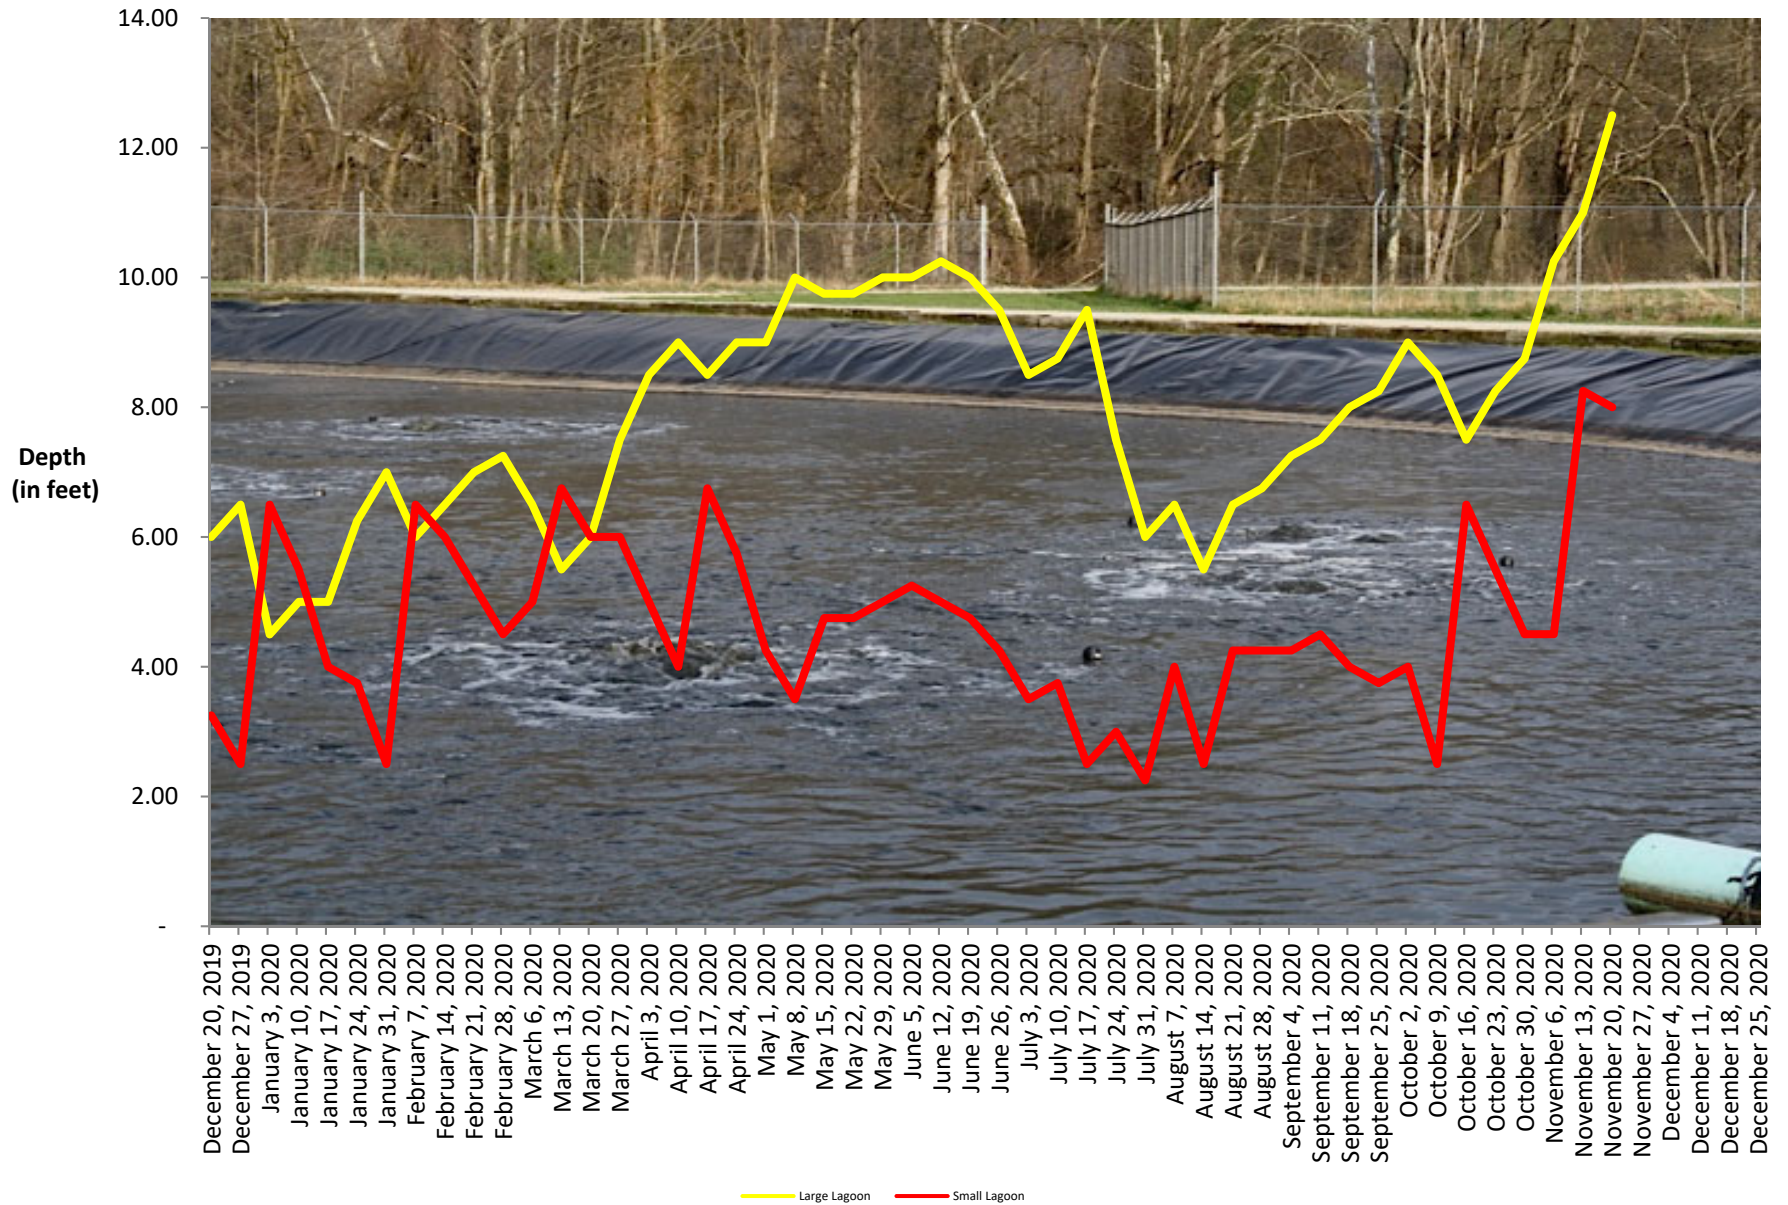 14.00
12.00
10.00
8.00
6.00
4.00
2.00
-
Depth
(in feet)
December 20, 2019
December 27, 2019
January 3, 2020
January 10, 2020
January 17, 2020
January 24, 2020
January 31, 2020
February 7, 2020
February 14, 2020
February 21, 2020
February 28, 2020
March 6, 2020
March 13, 2020
March 20, 2020
March 27, 2020
April 3, 2020
April 10, 2020
April 17, 2020
April 24, 2020
May 1, 2020
May 8, 2020
May 15, 2020
May 22, 2020
May 29, 2020
June 5, 2020
June 12, 2020
June 19, 2020
June 26, 2020
July 3, 2020
July 10, 2020
July 17, 2020
July 24, 2020
July 31, 2020
August 7, 2020
August 14, 2020
August 21, 2020
August 28, 2020
September 4, 2020
September 11, 2020
September 18, 2020
September 25, 2020
October 2, 2020
October 9, 2020
October 16, 2020
October 23, 2020
October 30, 2020
November 6, 2020
November 13, 2020
November 20, 2020
November 27, 2020
December 4, 2020
December 11, 2020
December 18, 2020
December 25, 2020
Large Lagoon
Small Lagoon